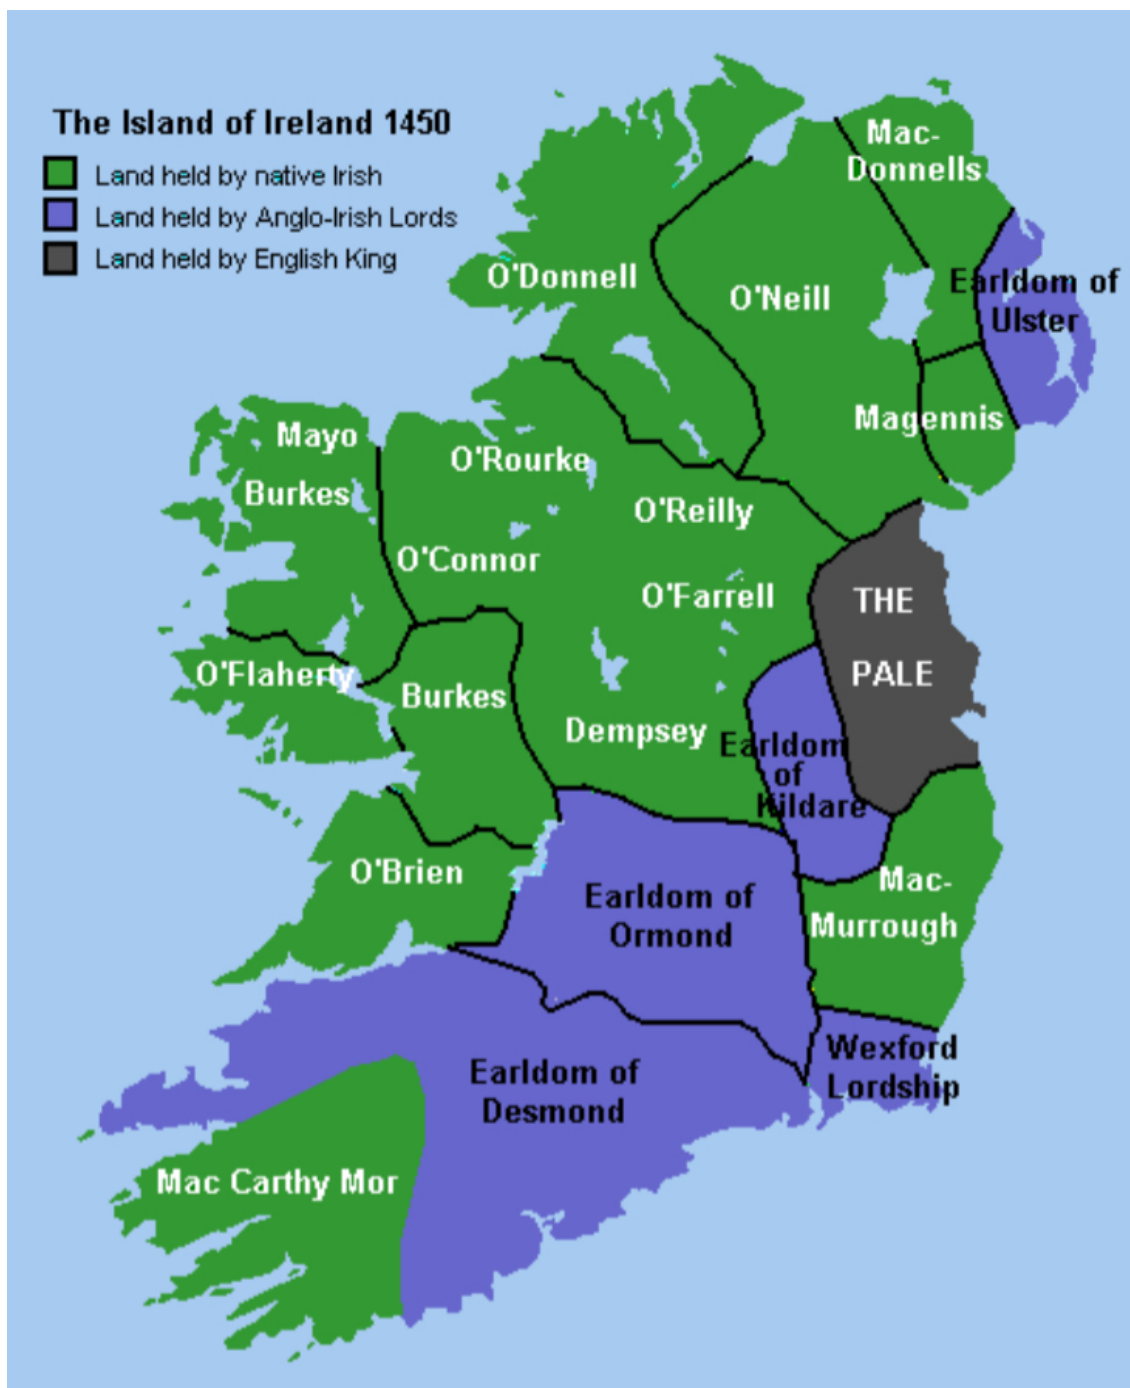 The Island of Ireland 1450
Land held by native Irish
Land held by Anglo-Irish Lords
Land held by English King
Mac-
Donnells
O'Donnell
O'Neill
Earldom of
Ulster
Magennis
Mayo
Burkes
O'Rourke
O'Reilly
O'Connor
O'Farrell
THE
PALE
O'Flaherty
Burkes
Dempsey
Earldom
of
Kildare
O'Brien
Earldom of
Ormond
Mac-
Murrough
Wexford
Lordship
Earldom of
Desmond
Mac Carthy Mor